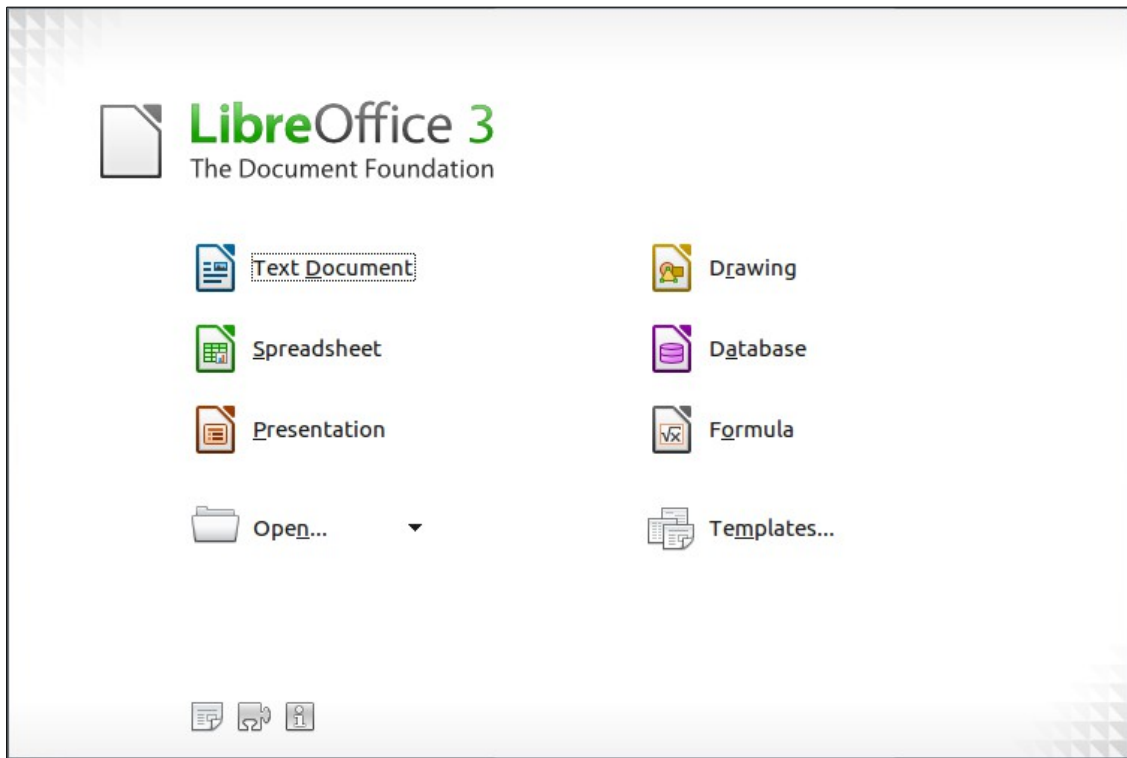 LibreOffice 3
The Document Foundation
Text Document
Drawing
Spreadsheet
Database
Presentation
Formula
Open...
Templates...